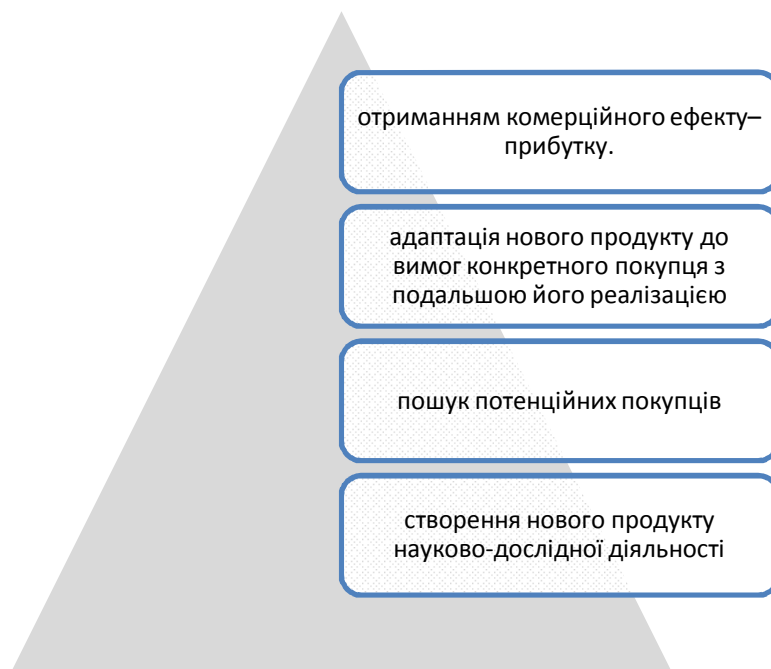 отриманням комерційного ефекту–
прибутку.
адаптація нового продукту до
вимог конкретного покупця з
подальшою його реалізацією
пошук потенційних покупців
створення нового продукту
науково-дослідної діяльності